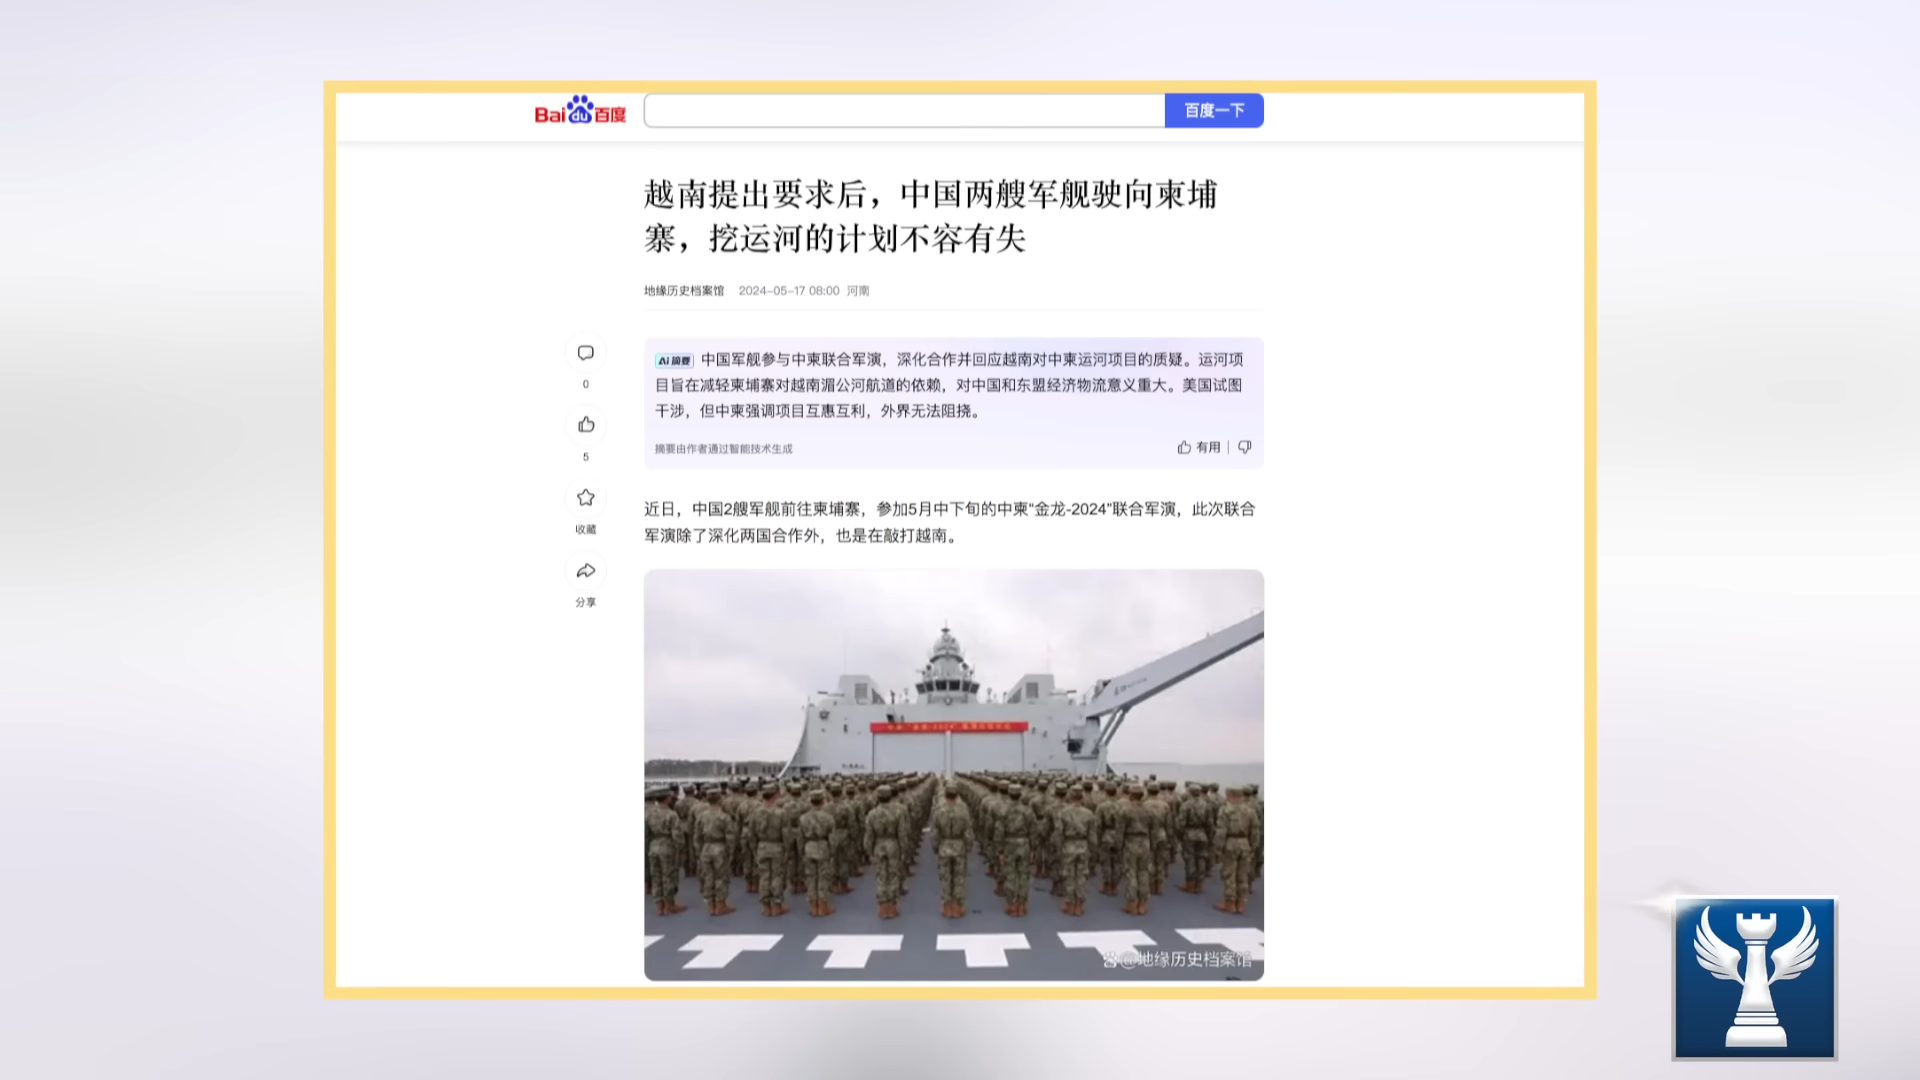 Bai du 百度
百度一下
越南提出要求后，中国两艘军舰驶向柬埔
寨，挖运河的计划不容有失
地缘历史档案馆 2024-05-17 08:00 河南
0
5
收藏
分享
AI 摘要 中国军舰参与中柬联合军演，深化合作并回应越南对中柬运河项目的质疑。运河项
目旨在减轻柬埔寨对越南湄公河航道的依赖，对中国和东盟经济物流意义重大。美国试图
干涉，但中柬强调项目互惠互利，外界无法阻挠。
摘要由作者通过智能技术生成
有用
近日，中国2艘军舰前往柬埔寨，参加5月中下旬的中柬“金龙-2024”联合军演，此次联合
军演除了深化两国合作外，也是在敲打越南。
@地缘历史档案馆